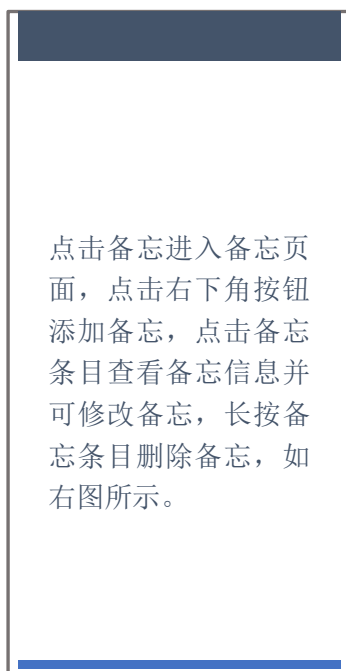 点击备忘进入备忘页
面，点击右下角按钮
添加备忘，点击备忘
条目查看备忘信息并
可修改备忘，长按备
忘条目删除备忘，如
右图所示。